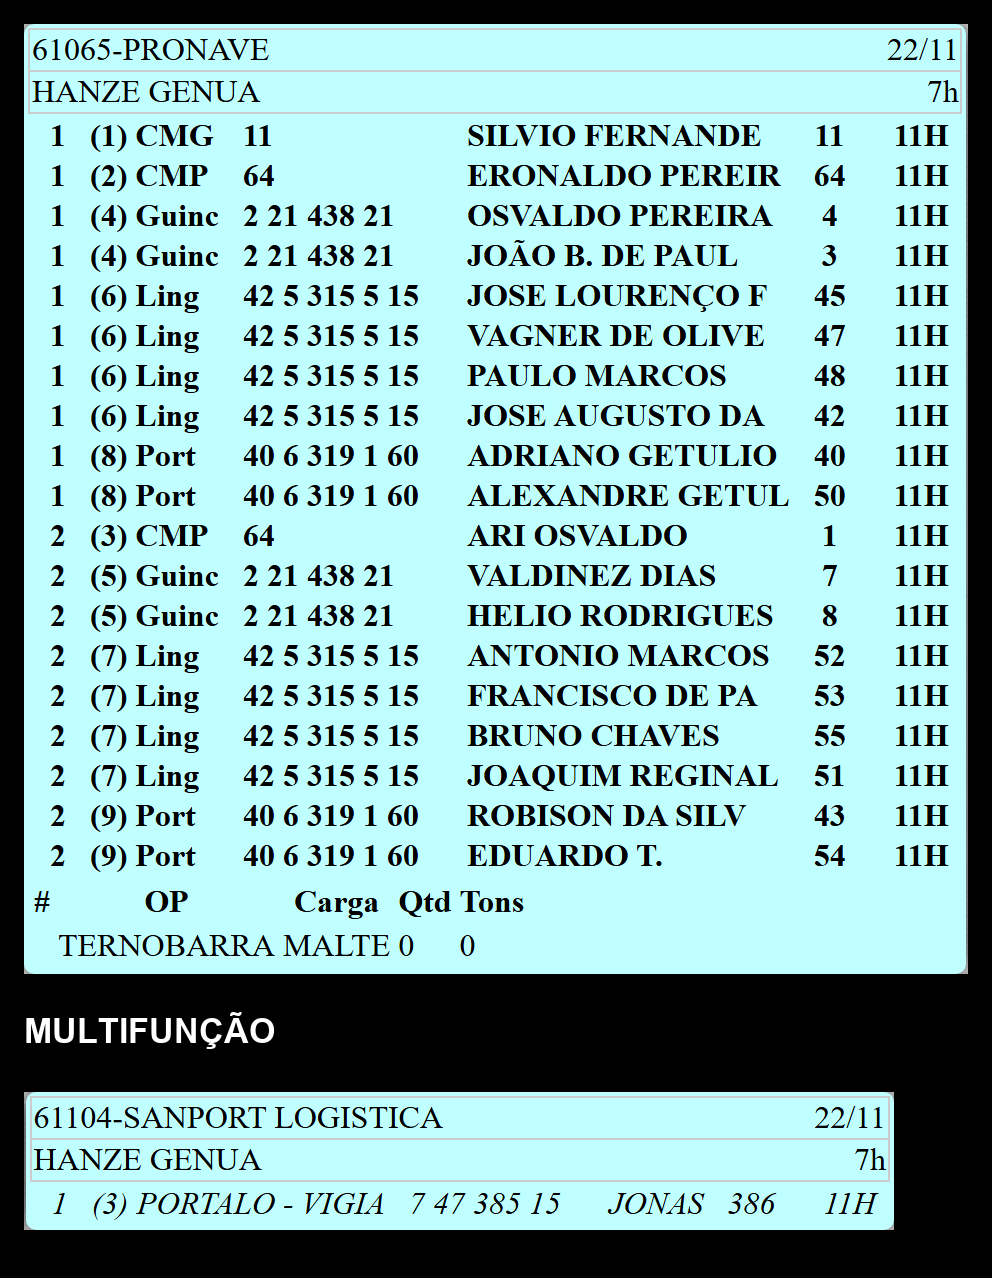 61065-PRONAVE 22/11
HANZE GENUA 7h
1 (1) CMG 11 SILVIO FERNANDE 11 11H
1 (2) CMP 64 ERONALDO PEREIR 64 11H
1 (4) Guinc 2 21 438 21 OSVALDO PEREIRA 4 11H
1 (4) Guinc 2 21 438 21 JOÃO B. DE PAUL 3 11H
1 (6) Ling 42 5 315 5 15 JOSE LOURENÇO F 45 11H
1 (6) Ling 42 5 315 5 15 VAGNER DE OLIVE 47 11H
1 (6) Ling 42 5 315 5 15 PAULO MARCOS 48 11H
1 (6) Ling 42 5 315 5 15 JOSE AUGUSTO DA 42 11H
1 (8) Port 40 6 319 1 60 ADRIANO GETULIO 40 11H
1 (8) Port 40 6 319 1 60 ALEXANDRE GETUL 50 11H
2 (3) CMP 64 ARI OSVALDO 1 11H
2 (5) Guinc 2 21 438 21 VALDINEZ DIAS 7 11H
2 (5) Guinc 2 21 438 21 HELIO RODRIGUES 8 11H
2 (7) Ling 42 5 315 5 15 ANTONIO MARCOS 52 11H
2 (7) Ling 42 5 315 5 15 FRANCISCO DE PA 53 11H
2 (7) Ling 42 5 315 5 15 BRUNO CHAVES 55 11H
2 (7) Ling 42 5 315 5 15 JOAQUIM REGINAL 51 11H
2 (9) Port 40 6 319 1 60 ROBISON DA SILV 43 11H
2 (9) Port 40 6 319 1 60 EDUARDO T. 54 11H
# OP Carga Qtd Tons
TERNOBARRA MALTE 0 0
MULTIFUNÇÃO
61104-SANPORT LOGISTICA 22/11
HANZE GENUA 7h
1 (3) PORTALO - VIGIA 7 47 385 15 JONAS 386 11H